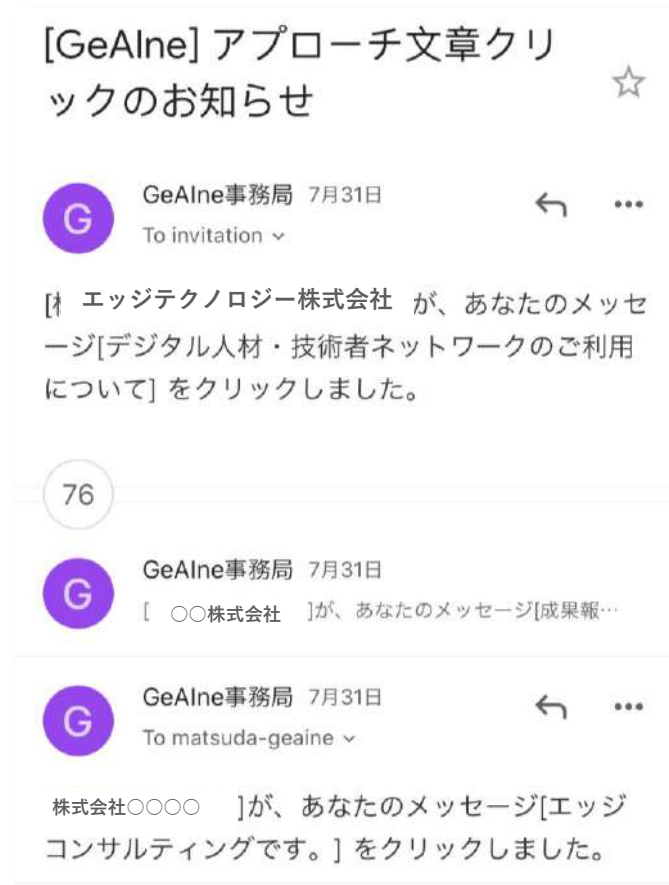 [GeAIne] アプローチ文章クリ
ックのお知らせ
G
GeAIne事務局 7月31日
To invitation
[ エッジテクノロジー株式会社 が、あなたのメッセ
ージ[デジタル人材・技術者ネットワークのご利用
について] をクリックしました。
76
G
GeAIne事務局 7月31日
[ ○○株式会社 ]が、あなたのメッセージ[成果報…
G
GeAIne事務局 7月31日
To matsuda-geaine
株式会社○○○○ ]が、あなたのメッセージ[エッジ
コンサルティングです。] をクリックしました。